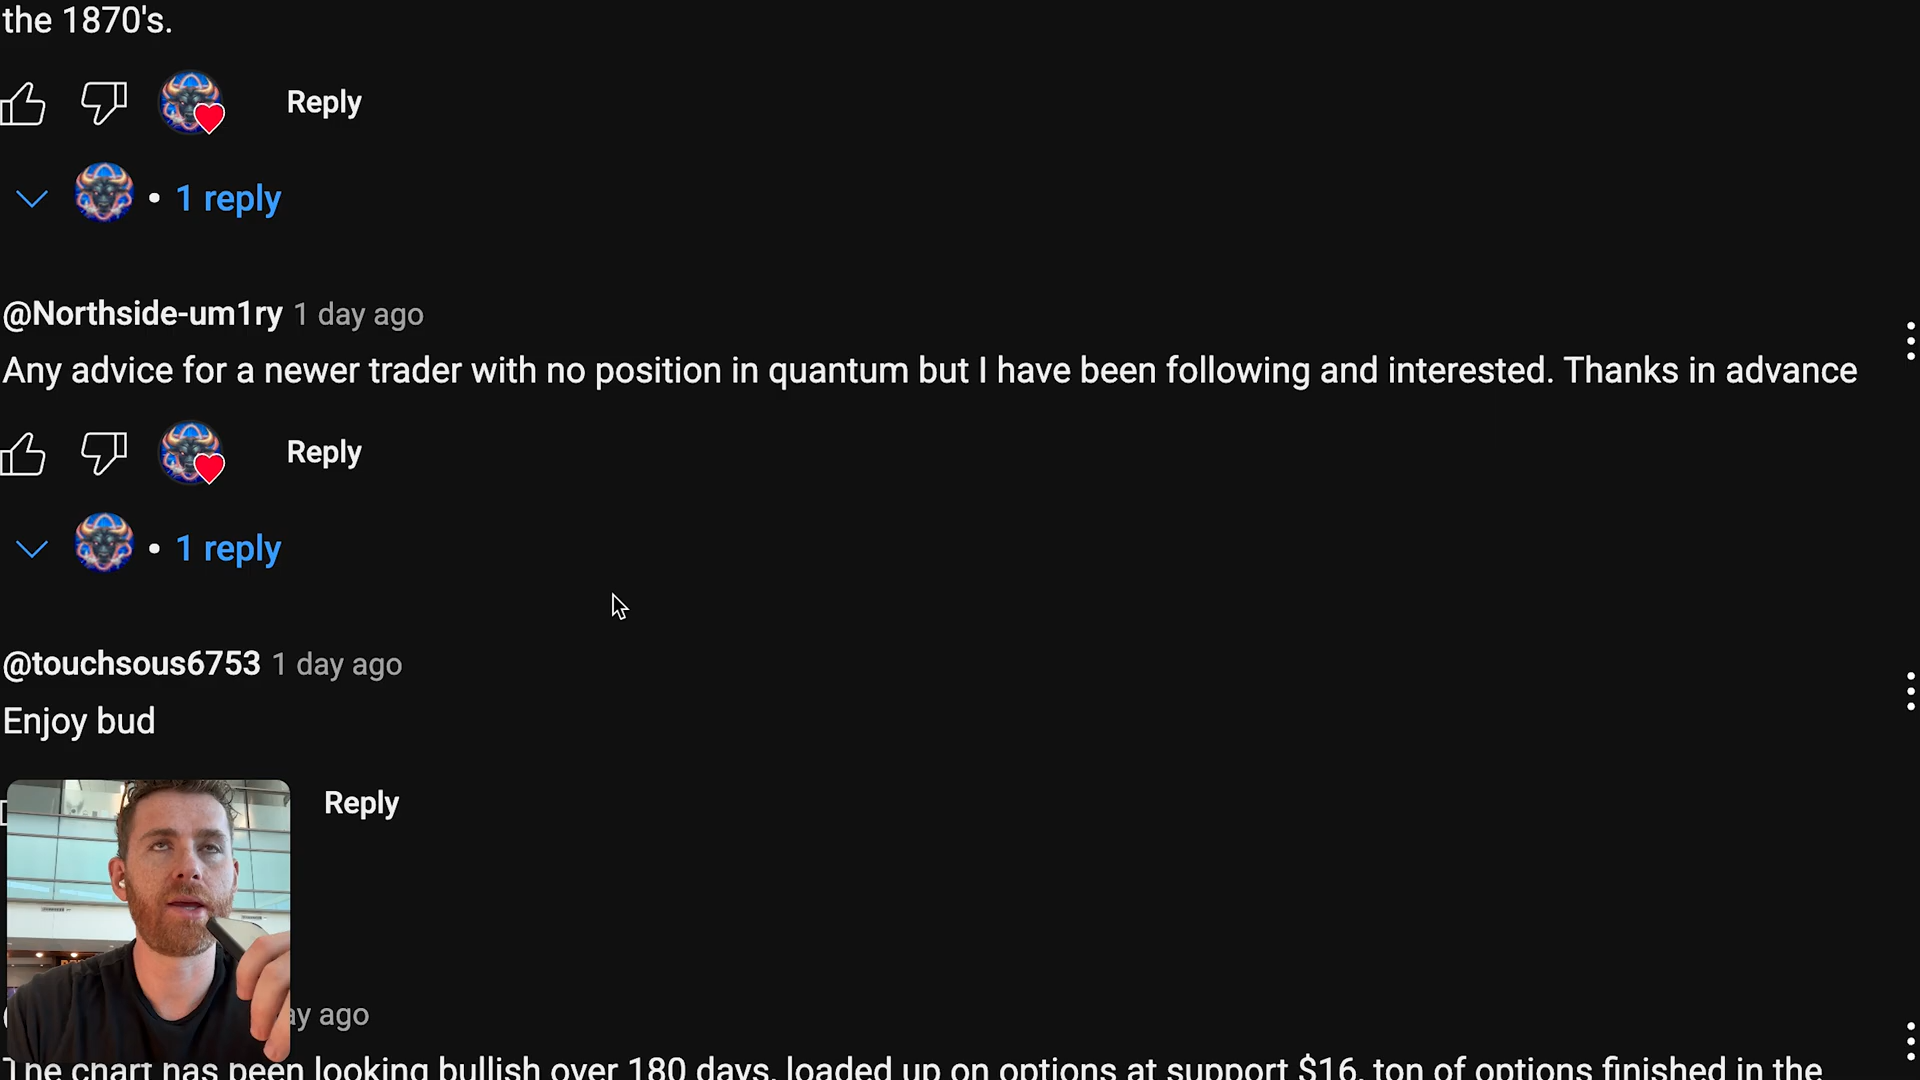 the 1870's.
Reply
• 1 reply
@Northside-um1ry 1 day ago
Any advice for a newer trader with no position in quantum but I have been following and interested. Thanks in advance
Reply
• 1 reply
@touchsous6753 1 day ago
Enjoy bud
Reply
ay ago
The chart has been looking bullish over 180 days, loaded up on options at support $16, ton of options finished in the